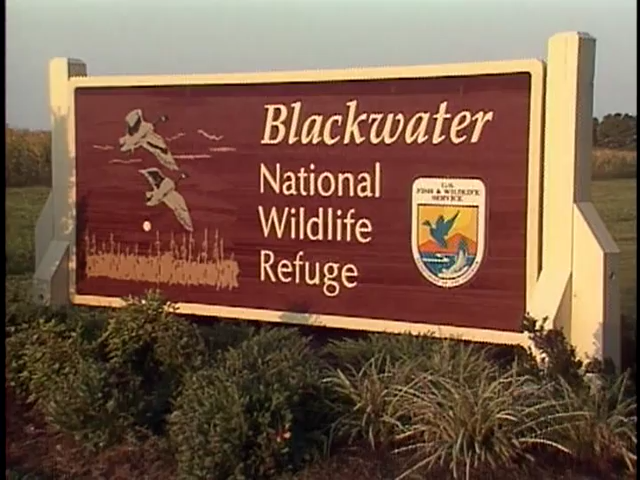 Blackwater
National
Wildlife
Refuge
U.S.
FISH & WILDLIFE
SERVICE